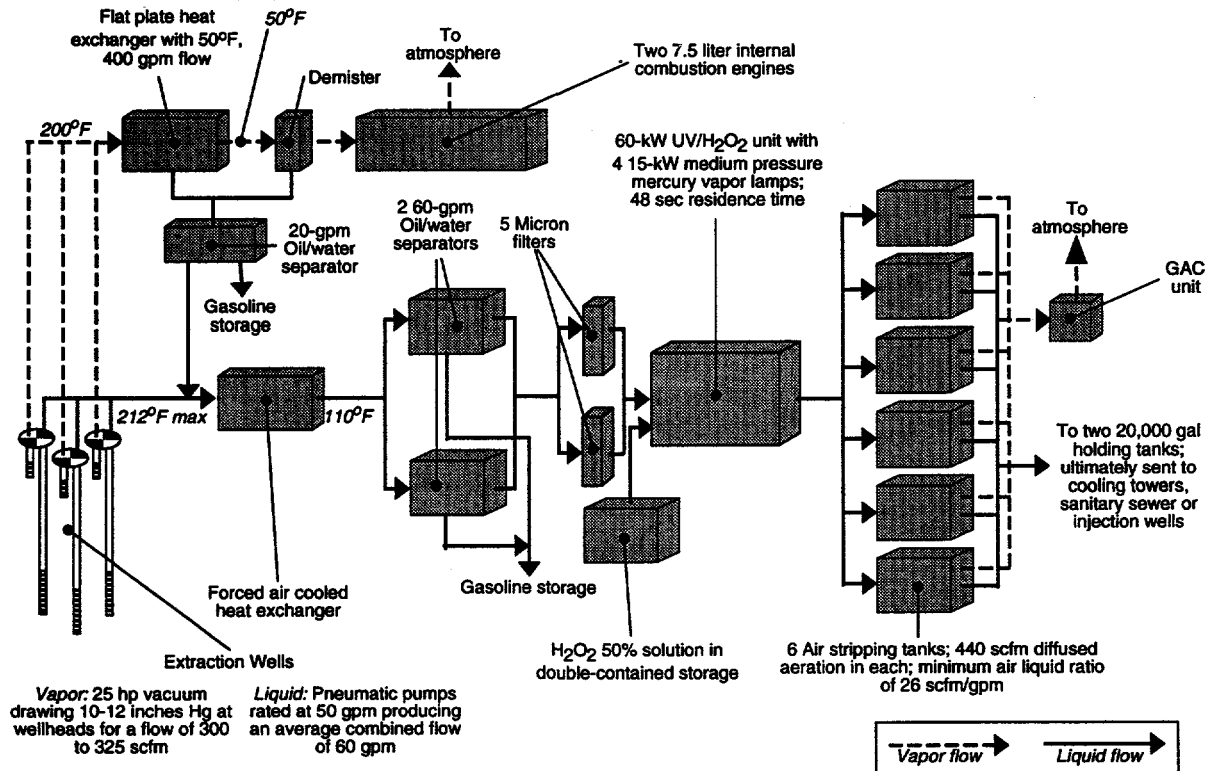 Flat plate heat
exchanger with 50°F,
400 gpm flow
50°F
Demister
To
atmosphere
Two 7.5 liter internal
combustion engines
200°F
20-gpm
Oil/water
separator
Gasoline
storage
2 60-gpm
Oil/water
separators
5 Micron
filters
60-kW UV/H₂O₂ unit with
4 15-kW medium pressure
mercury vapor lamps;
48 sec residence time
To
atmosphere
GAC
unit
212°F max
110°F
Forced air cooled
heat exchanger
Gasoline storage
H₂O₂ 50% solution in
double-contained storage
To two 20,000 gal
holding tanks;
ultimately sent to
cooling towers,
sanitary sewer or
injection wells
6 Air stripping tanks; 440 scfm diffused
aeration in each; minimum air liquid ratio
of 26 scfm/gpm
Extraction Wells
Vapor: 25 hp vacuum
drawing 10-12 inches Hg at
wellheads for a flow of 300
to 325 scfm
Liquid: Pneumatic pumps
rated at 50 gpm producing
an average combined flow
of 60 gpm
Vapor flow
Liquid flow